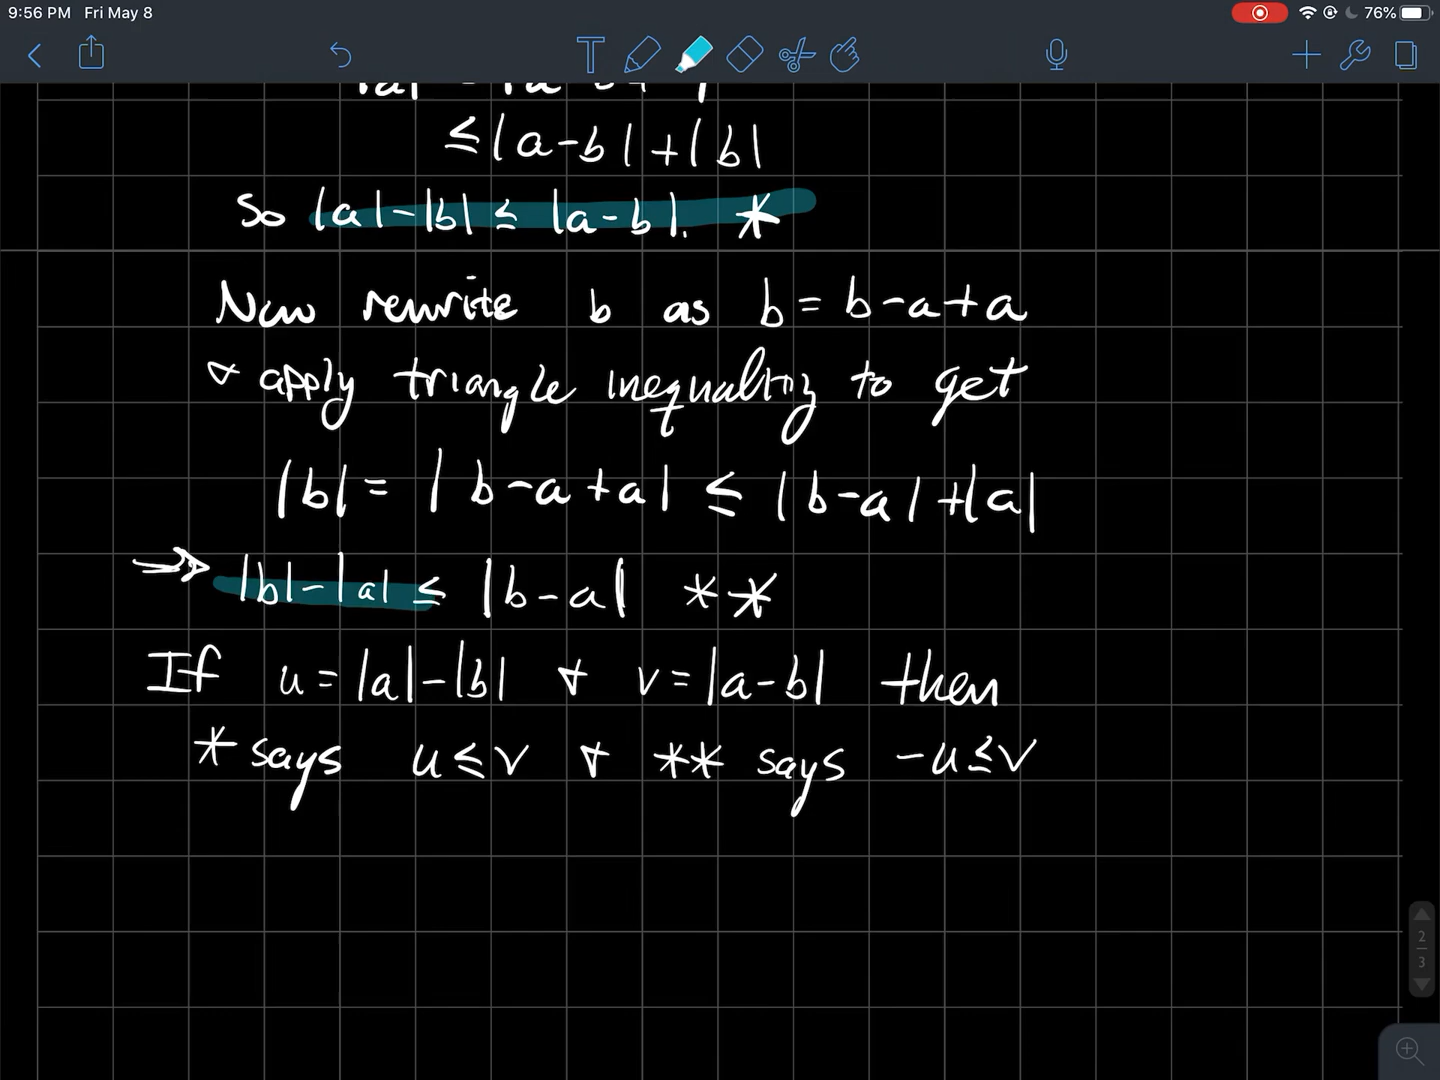 9:56 PM Fri May 8
76%
T
≤ |a-b| + |b|
So |a|-|b| ≤ |a-b|. *
Now rewrite b as b = b-a+a
& apply triangle inequality to get
|b| = |b-a+a| ≤ |b-a|+|a|
⇒ |b|-|a| ≤ |b-a| **
If u = |a|-|b| & v = |a-b| then
* says u ≤ v & ** says -u ≤ v
2
3